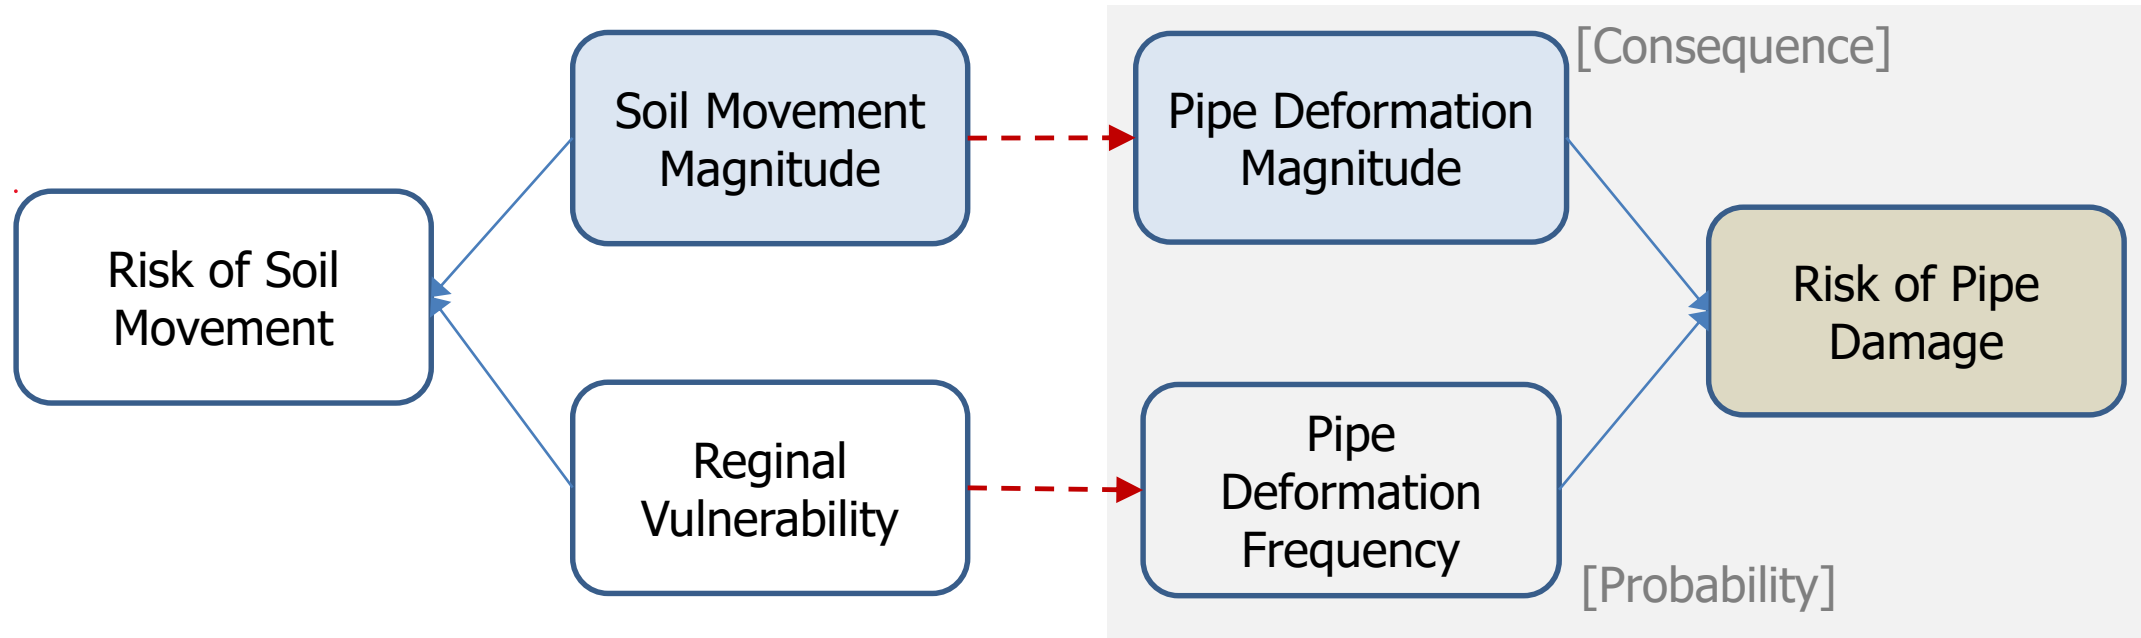 Risk of Soil
Movement
Soil Movement
Magnitude
Reginal
Vulnerability
Pipe Deformation
Magnitude
[Consequence]
Pipe
Deformation
Frequency
[Probability]
Risk of Pipe
Damage